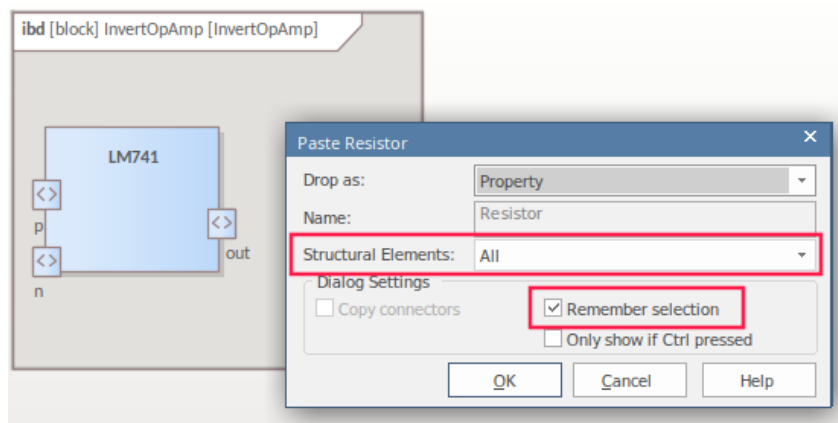 ibd [block] InvertOpAmp [InvertOpAmp]
LM741
<>
p
<>
out
<>
n
Paste Resistor
Drop as: Property
Name: Resistor
Structural Elements: All
Dialog Settings
Copy connectors Remember selection
Only show if Ctrl pressed
OK Cancel Help